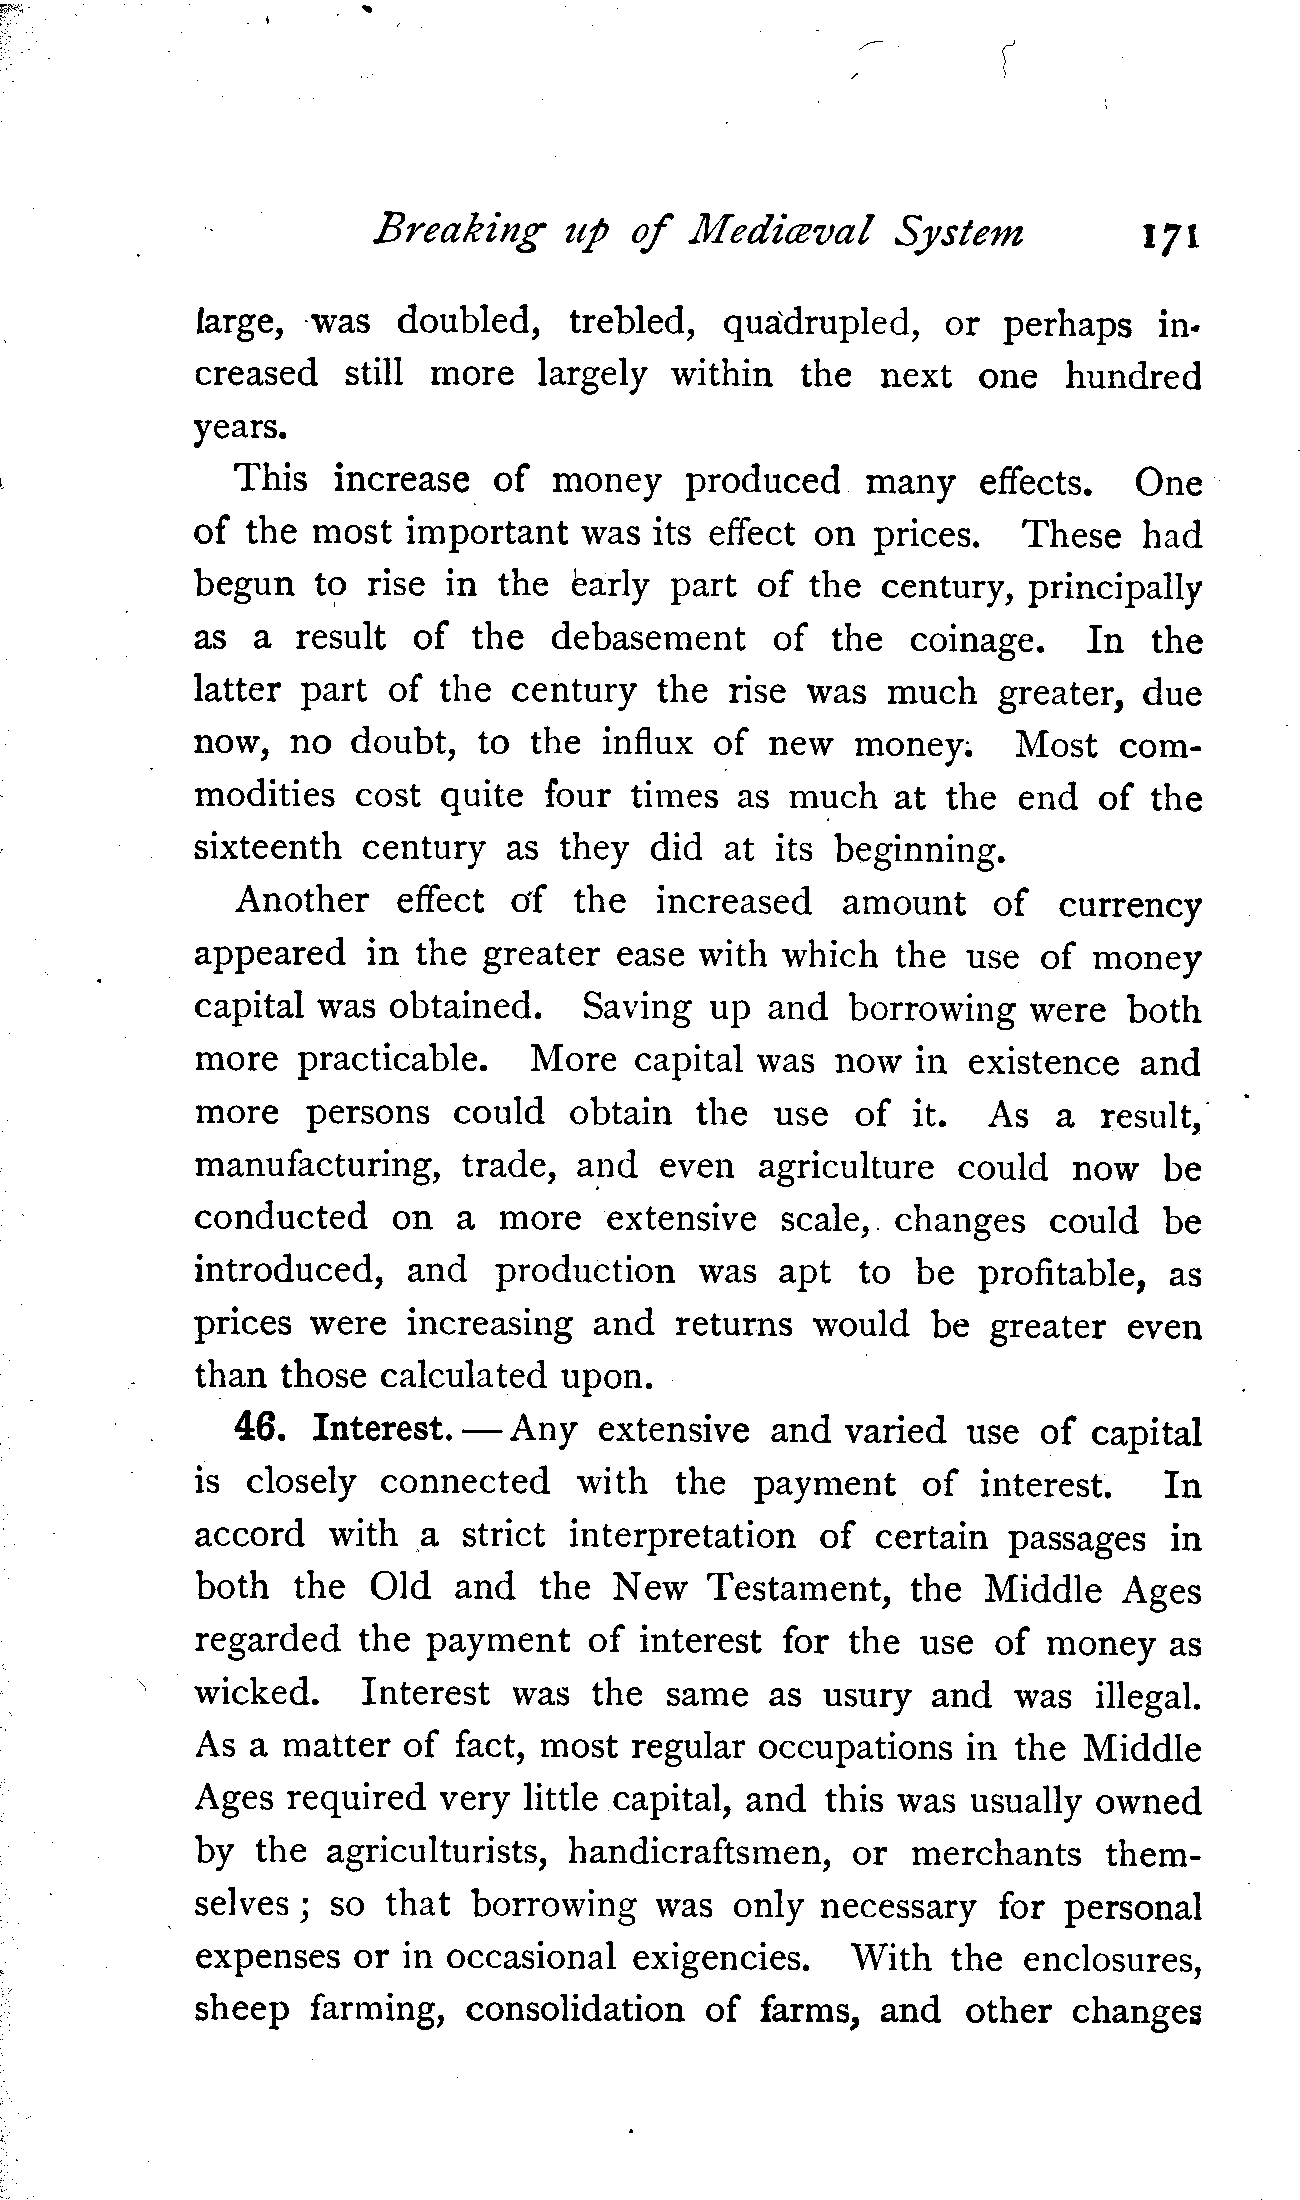 Breaking up of Mediæval System 171
large, was doubled, trebled, quadrupled, or perhaps in-
creased still more largely within the next one hundred
years.
This increase of money produced many effects. One
of the most important was its effect on prices. These had
begun to rise in the early part of the century, principally
as a result of the debasement of the coinage. In the
latter part of the century the rise was much greater, due
now, no doubt, to the influx of new money. Most com-
modities cost quite four times as much at the end of the
sixteenth century as they did at its beginning.
Another effect of the increased amount of currency
appeared in the greater ease with which the use of money
capital was obtained. Saving up and borrowing were both
more practicable. More capital was now in existence and
more persons could obtain the use of it. As a result,
manufacturing, trade, and even agriculture could now be
conducted on a more extensive scale, changes could be
introduced, and production was apt to be profitable, as
prices were increasing and returns would be greater even
than those calculated upon.
46. Interest. — Any extensive and varied use of capital
is closely connected with the payment of interest. In
accord with a strict interpretation of certain passages in
both the Old and the New Testament, the Middle Ages
regarded the payment of interest for the use of money as
wicked. Interest was the same as usury and was illegal.
As a matter of fact, most regular occupations in the Middle
Ages required very little capital, and this was usually owned
by the agriculturists, handicraftsmen, or merchants them-
selves; so that borrowing was only necessary for personal
expenses or in occasional exigencies. With the enclosures,
sheep farming, consolidation of farms, and other changes